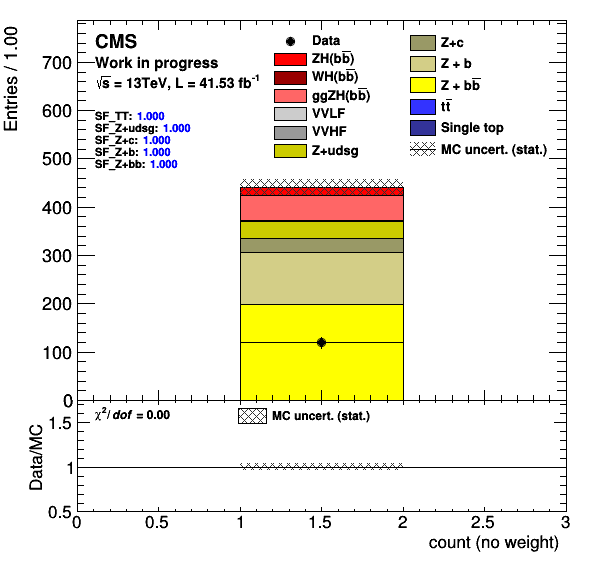 Entries / 1.00
700
600
500
400
300
200
100
0
CMS
Work in progress
√s = 13TeV, L = 41.53 fb⁻¹
SF_TT: 1.000
SF_Z+udsg: 1.000
SF_Z+c: 1.000
SF_Z+b: 1.000
SF_Z+bb: 1.000
Data
ZH(bb̅)
WH(bb̅)
ggZH(bb̅)
VVLF
VVHF
Z+udsg
Z+c
Z + b
Z + bb̅
tt̅
Single top
MC uncert. (stat.)
χ²/dof = 0.00
MC uncert. (stat.)
Data/MC
1.5
1
0.5
0 0.5 1 1.5 2 2.5 3
count (no weight)